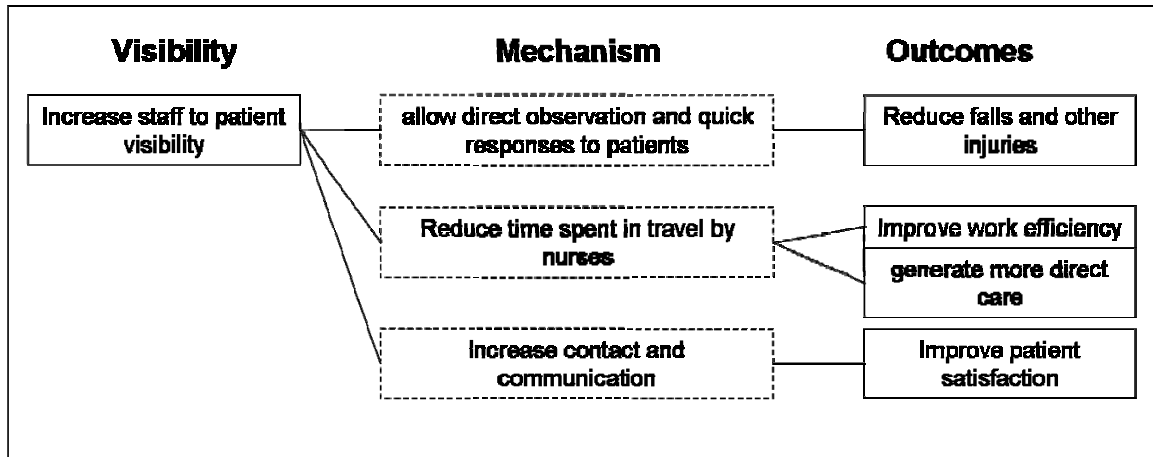 Visibility
Mechanism
Outcomes
Increase staff to patient
visibility
allow direct observation and quick
responses to patients
Reduce falls and other
injuries
Reduce time spent in travel by
nurses
Improve work efficiency
generate more direct
care
Increase contact and
communication
Improve patient
satisfaction